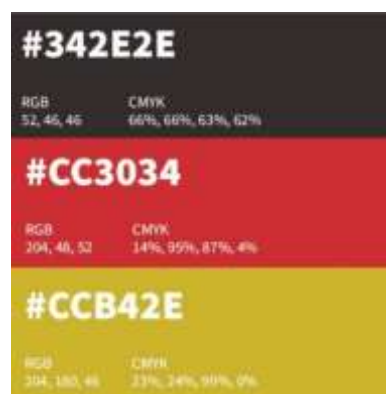 #342E2E
RGB CMYK
52, 46, 46 66%, 66%, 63%, 62%
#CC3034
RGB CMYK
204, 48, 52 14%, 95%, 87%, 4%
#CCB42E
RGB CMYK
204, 180, 46 23%, 24%, 99%, 0%